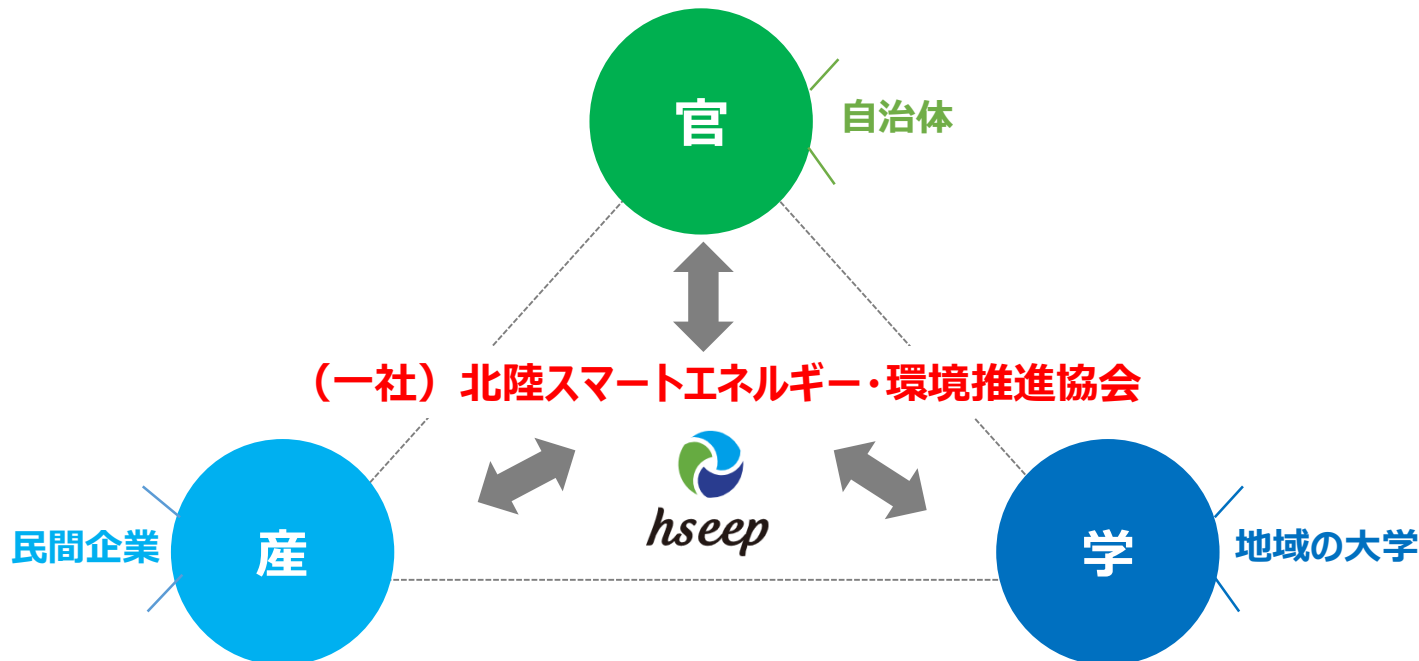 官
自治体
（一社）北陸スマートエネルギー・環境推進協会
hseep
民間企業
産
学
地域の大学